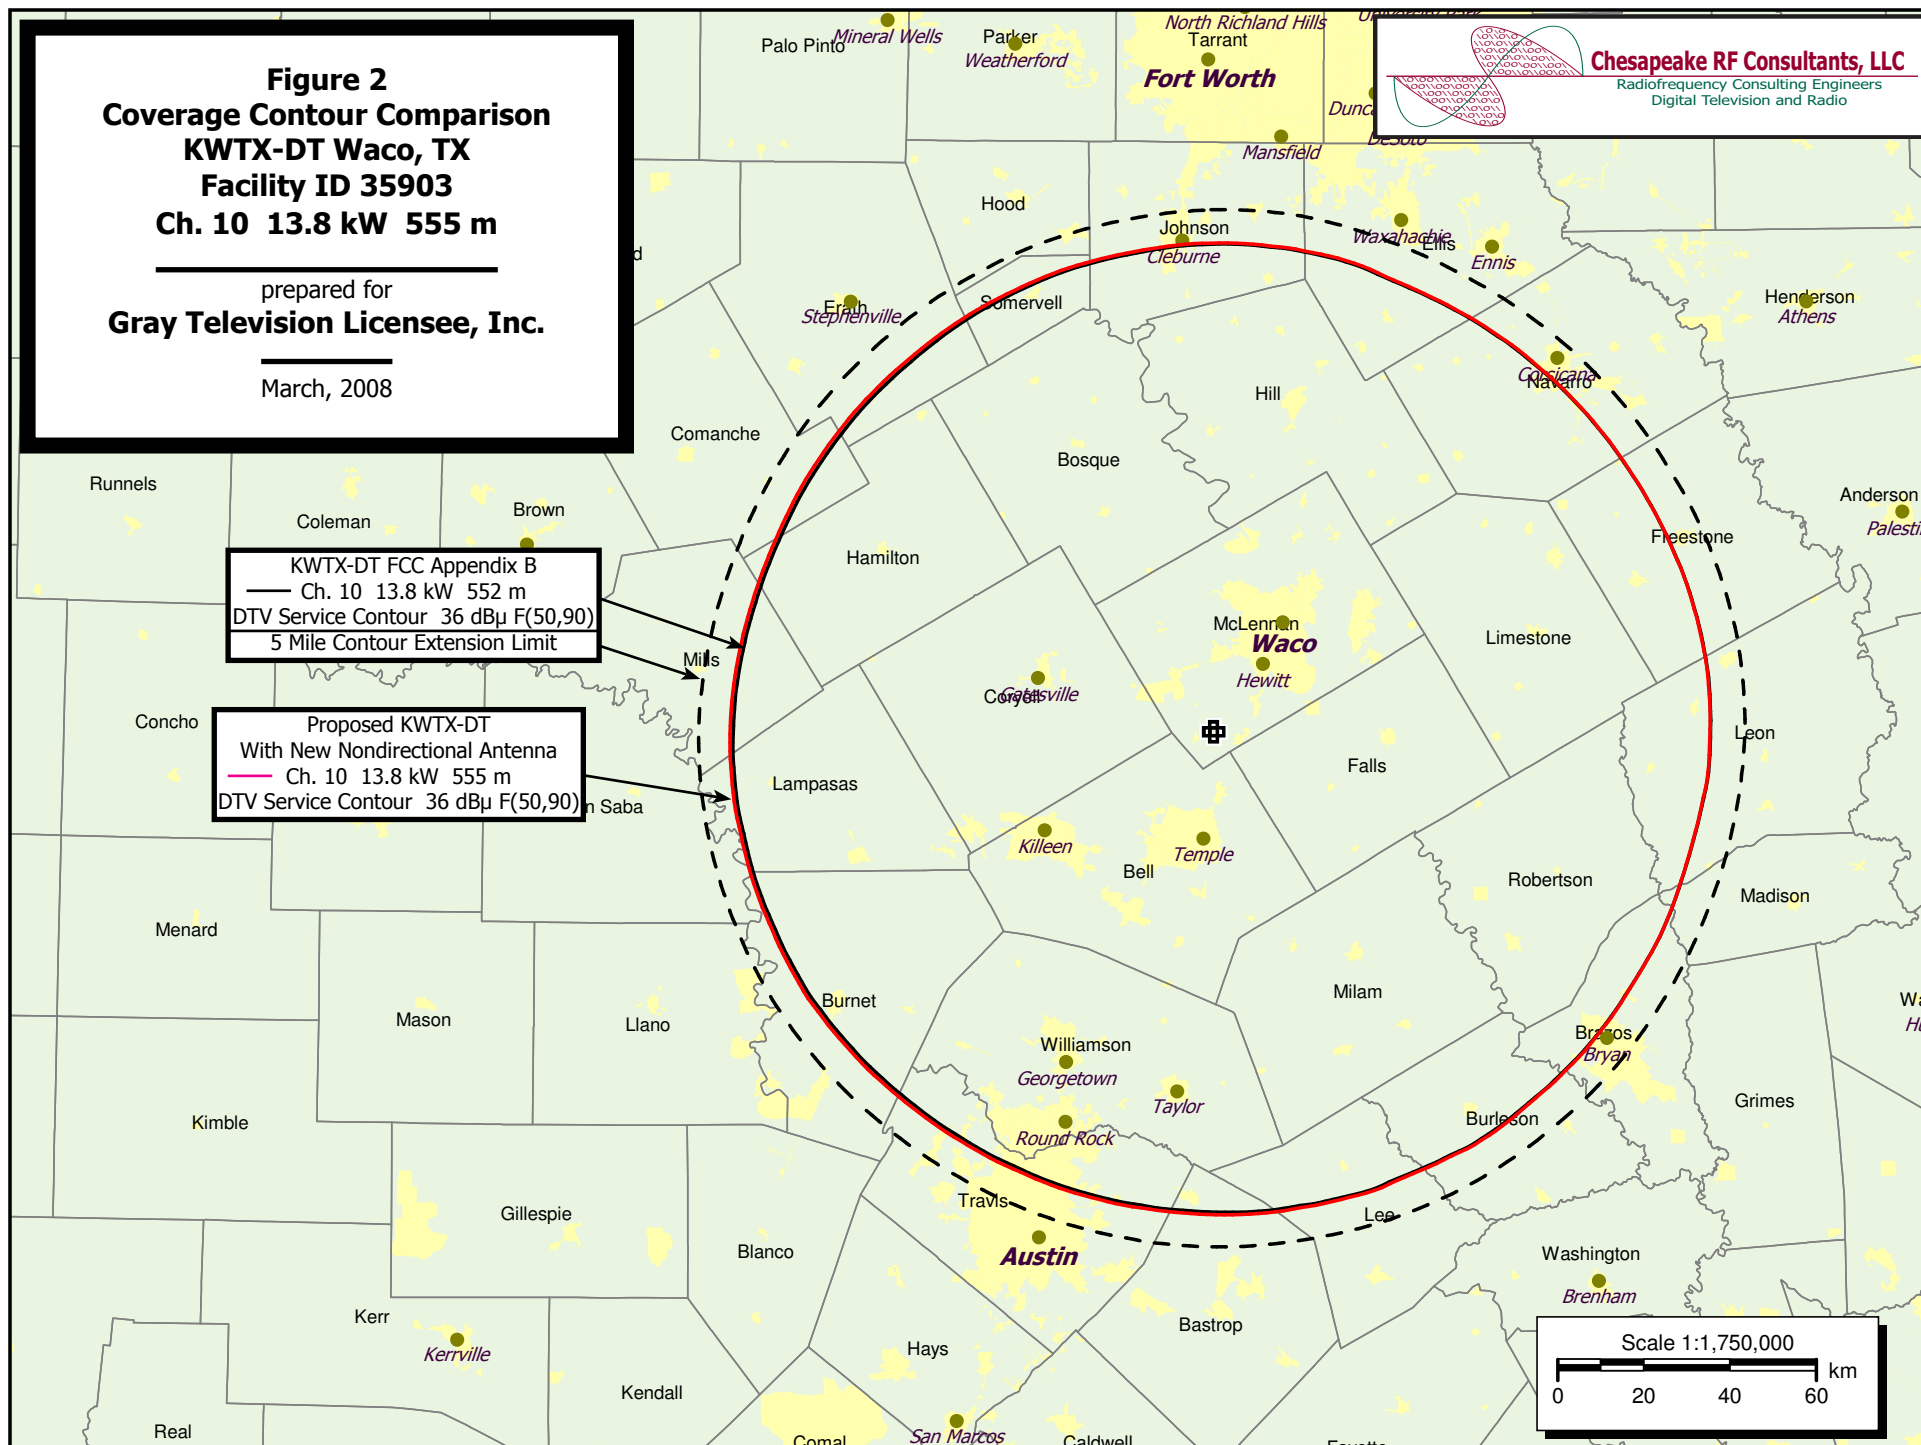 Figure 2
Coverage Contour Comparison
KWTX-DT Waco, TX
Facility ID 35903
Ch. 10 13.8 kW 555 m
prepared for
Gray Television Licensee, Inc.
March, 2008
Chesapeake RF Consultants, LLC
Radiofrequency Consulting Engineers
Digital Television and Radio
KWTX-DT FCC Appendix B
Ch. 10 13.8 kW 552 m
DTV Service Contour 36 dBµ F(50,90)
5 Mile Contour Extension Limit
Proposed KWTX-DT
With New Nondirectional Antenna
Ch. 10 13.8 kW 555 m
DTV Service Contour 36 dBµ F(50,90)
Palo Pinto
Mineral Wells
Parker
Weatherford
North Richland Hills
Tarrant
Fort Worth
Mansfield
DeSoto
Hood
Johnson
Cleburne
Waxahachie
Ellis
Ennis
Erath
Stephenville
Somervell
Henderson
Athens
Corsicana
Navarro
Hill
Comanche
Bosque
Runnels
Coleman
Brown
Hamilton
Anderson
Freestone
McLennan
Waco
Hewitt
Limestone
Mills
Coryell
Gatesville
Concho
Leon
Falls
Lampasas
n Saba
Killeen
Temple
Bell
Robertson
Madison
Menard
Burnet
Milam
Mason
Llano
Williamson
Georgetown
Taylor
Round Rock
Brazos
Bryan
Burleson
Grimes
Kimble
Travis
Austin
Lee
Gillespie
Blanco
Washington
Brenham
Kerr
Kerrville
Hays
Bastrop
Kendall
Real
Comal
San Marcos
Caldwell
Fayette
Scale 1:1,750,000
km
0 20 40 60